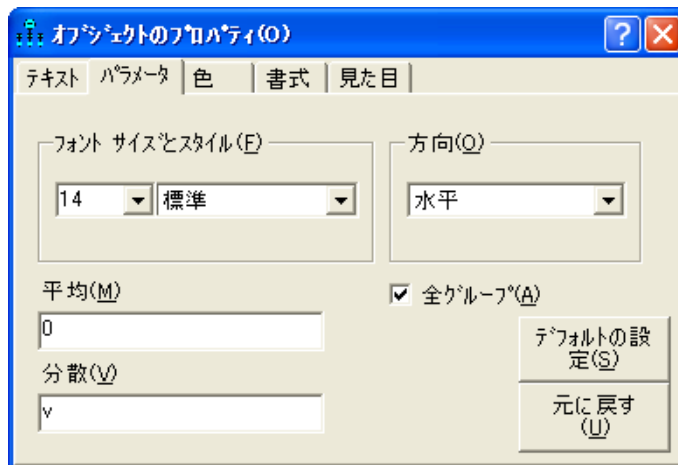 ｵﾌﾞｼﾞｪｸﾄのﾌﾟﾛﾊﾟﾃｨ(O)
テキスト ﾊﾟﾗﾒｰﾀ 色 書式 見た目
フォント サイズとスタイル(F)
方向(O)
14 標準
水平
平均(M)
全ｸﾞﾙｰﾌﾟ(A)
0
ﾃﾞﾌｫﾙﾄの設
定(S)
分散(V)
v
元に戻す
(U)